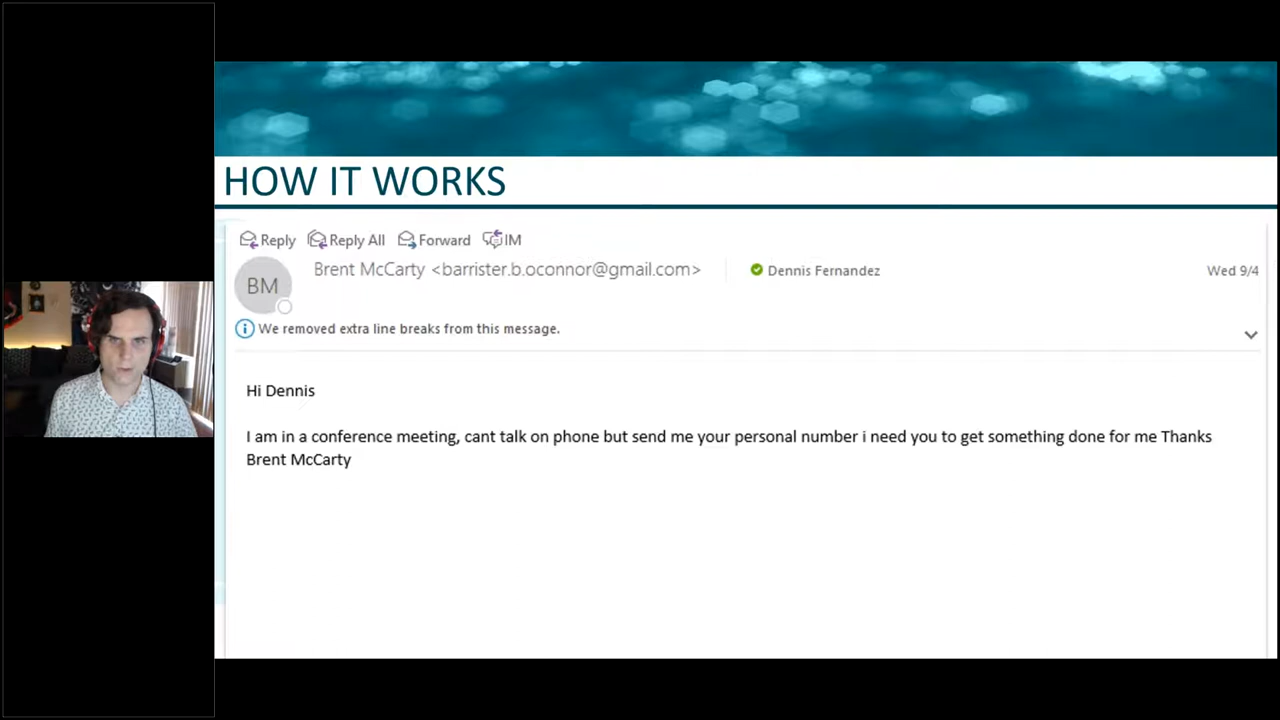 HOW IT WORKS
Reply Reply All Forward IM
BM
Brent McCarty <barrister.b.oconnor@gmail.com> Dennis Fernandez Wed 9/4
We removed extra line breaks from this message.
Hi Dennis
I am in a conference meeting, cant talk on phone but send me your personal number i need you to get something done for me Thanks
Brent McCarty